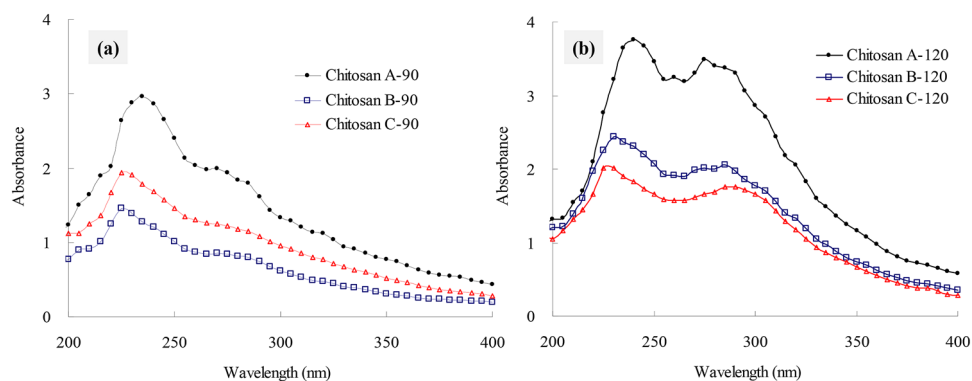 4
3
2
1
0
Absorbance
(a)
Chitosan A-90
Chitosan B-90
Chitosan C-90
200
250
300
350
400
Wavelength (nm)
4
3
2
1
0
Absorbance
(b)
Chitosan A-120
Chitosan B-120
Chitosan C-120
200
250
300
350
400
Wavelength (nm)